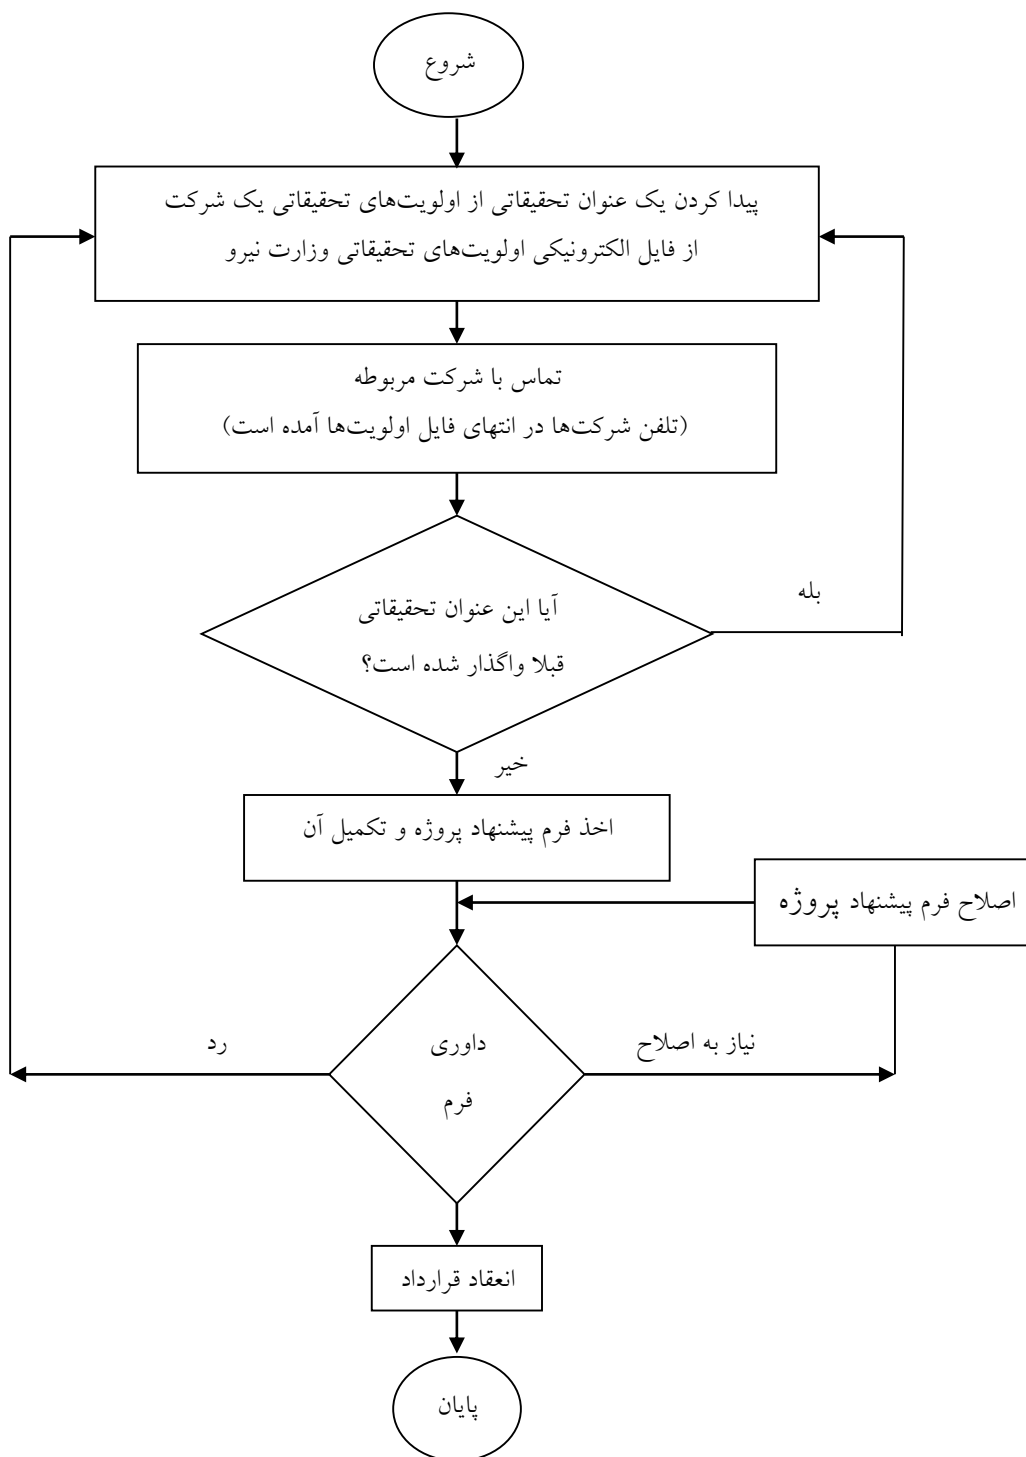 شروع
پیدا کردن یک عنوان تحقیقاتی از اولویت‌های تحقیقاتی یک شرکت
از فایل الکترونیکی اولویت‌های تحقیقاتی وزارت نیرو
تماس با شرکت مربوطه
(تلفن شرکت‌ها در انتهای فایل اولویت‌ها آمده است)
بله
آیا این عنوان تحقیقاتی
قبلا واگذار شده است؟
خیر
اخذ فرم پیشنهاد پروژه و تکمیل آن
اصلاح فرم پیشنهاد پروژه
نیاز به اصلاح
داوری
فرم
رد
انعقاد قرارداد
پایان